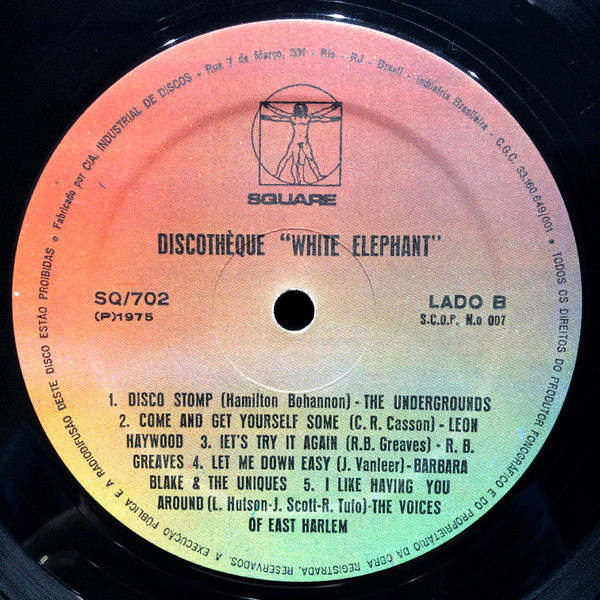 Fabricado por CIA. INDUSTRIAL DE DISCOS • Rua 7 de Março, 33f - Rio - RJ - Brasil - Indústria Brasileira - C.G.C. 33.160.649/001 • TODOS OS DIREITOS DO PRODUTOR FONOGRÁFICO E DO PROPRIETÁRIO DA OBRA REGISTRADA, RESERVADOS. A EXECUÇÃO PÚBLICA E A RADIODIFUSÃO DESTE DISCO ESTÃO PROIBIDAS •
SQUARE
DISCOTHÈQUE "WHITE ELEPHANT"
SQ/702
(P)1975
LADO B
S.C.D.P. N.o 007
1. DISCO STOMP (Hamilton Bohannon) - THE UNDERGROUNDS
2. COME AND GET YOURSELF SOME (C. R. Casson) - LEON
HAYWOOD 3. lET'S TRY IT AGAIN (R.B. Greaves) - R. B.
GREAVES 4. LET ME DOWN EASY (J. Vanleer)-BARBARA
BLAKE & THE UNIQUES 5. I LIKE HAVING YOU
AROUND (L. Hutson-J. Scott-R. Tufo)-THE VOICES
OF EAST HARLEM